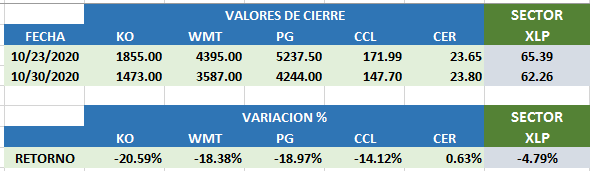 VALORES DE CIERRE SECTOR
FECHA KO WMT PG CCL CER XLP
10/23/2020 1855.00 4395.00 5237.50 171.99 23.65 65.39
10/30/2020 1473.00 3587.00 4244.00 147.70 23.80 62.26
VARIACION % SECTOR
KO WMT PG CCL CER XLP
RETORNO -20.59% -18.38% -18.97% -14.12% 0.63% -4.79%